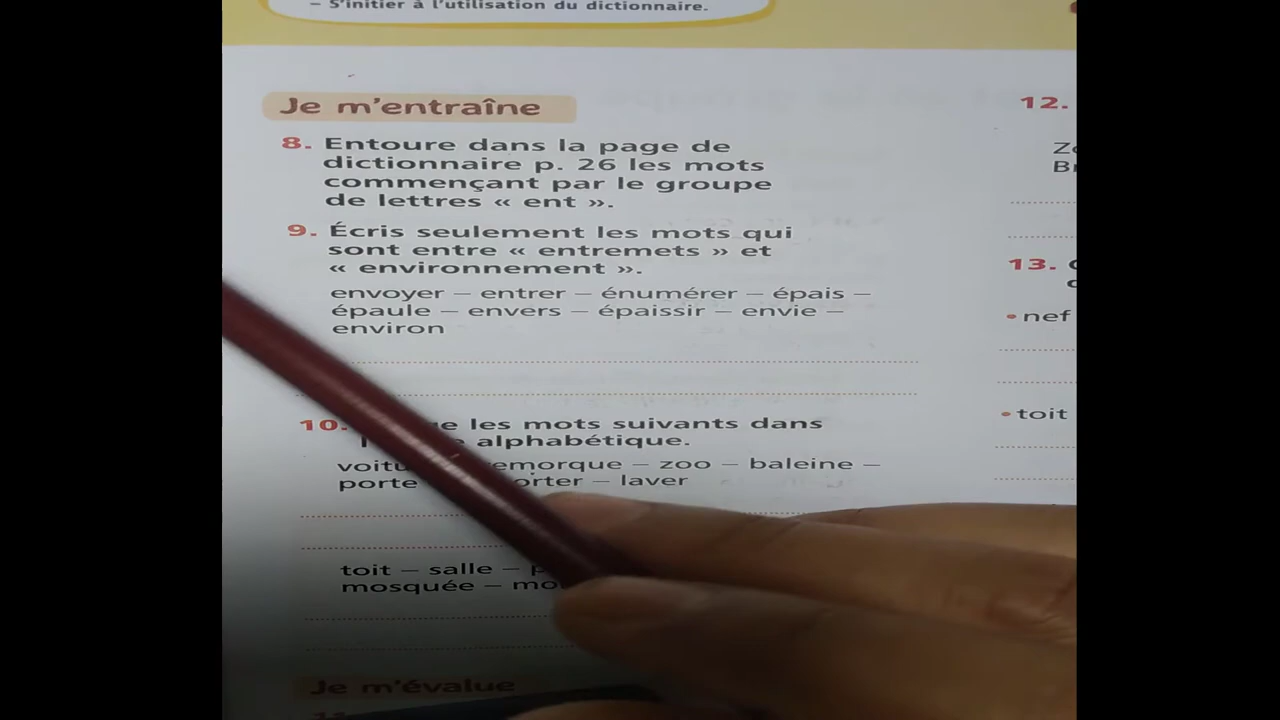 – S'initier à l'utilisation du dictionnaire.
Je m'entraîne
8. Entoure dans la page de
dictionnaire p. 26 les mots
commençant par le groupe
de lettres « ent ».
9. Écris seulement les mots qui
sont entre « entremets » et
« environnement ».
envoyer – entrer – énumérer – épais –
épaule – envers – épaissir – envie –
environ
10. les mots suivants dans
alphabétique.
zoo – baleine –
porte – laver
toit – salle –
mosquée –
Je m'évalue
12.
13.
• nef
• toit